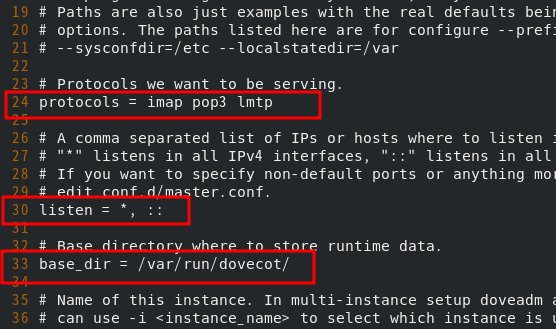 19 # Paths are also just examples with the real defaults bein
20 # options. The paths listed here are for configure --prefi
21 # --sysconfdir=/etc --localstatedir=/var
22
23 # Protocols we want to be serving.
24 protocols = imap pop3 lmtp
25
26 # A comma separated list of IPs or hosts where to listen i
27 # "*" listens in all IPv4 interfaces, "::" listens in all
28 # If you want to specify non-default ports or anything mor
29 # edit conf.d/master.conf.
30 listen = *, ::
31
32 # Base directory where to store runtime data.
33 base_dir = /var/run/dovecot/
34
35 # Name of this instance. In multi-instance setup doveadm a
36 # can use -i <instance_name> to select which instance is u